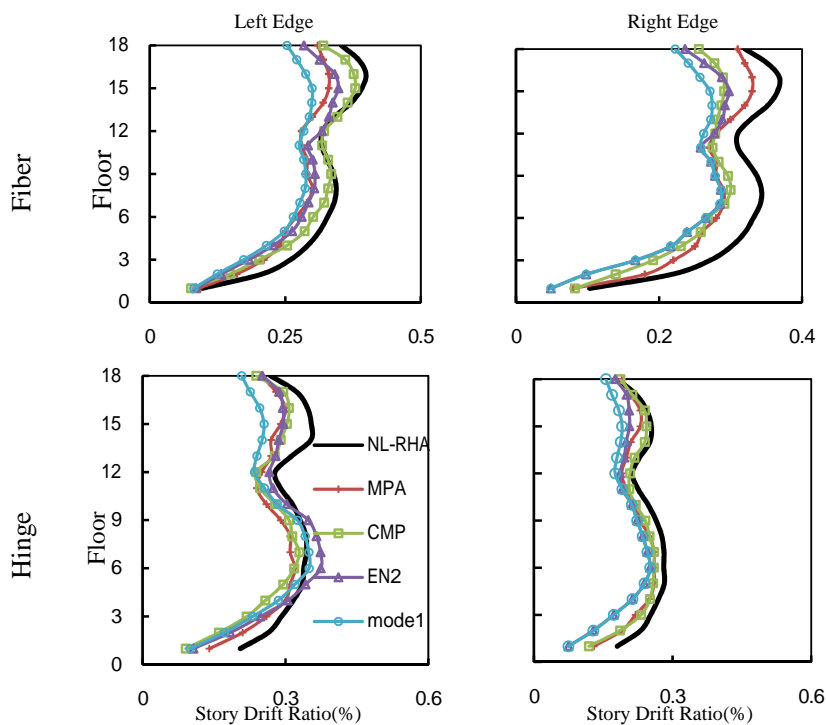 Left Edge
Right Edge
Fiber
Floor
18
15
12
9
6
3
0
0
0.25
0.5
0
0.2
0.4
Hinge
Floor
18
15
12
9
6
3
0
NL-RHA
MPA
CMP
EN2
mode1
0
0.3
0.6
0
0.3
0.6
Story Drift Ratio(%)
Story Drift Ratio(%)